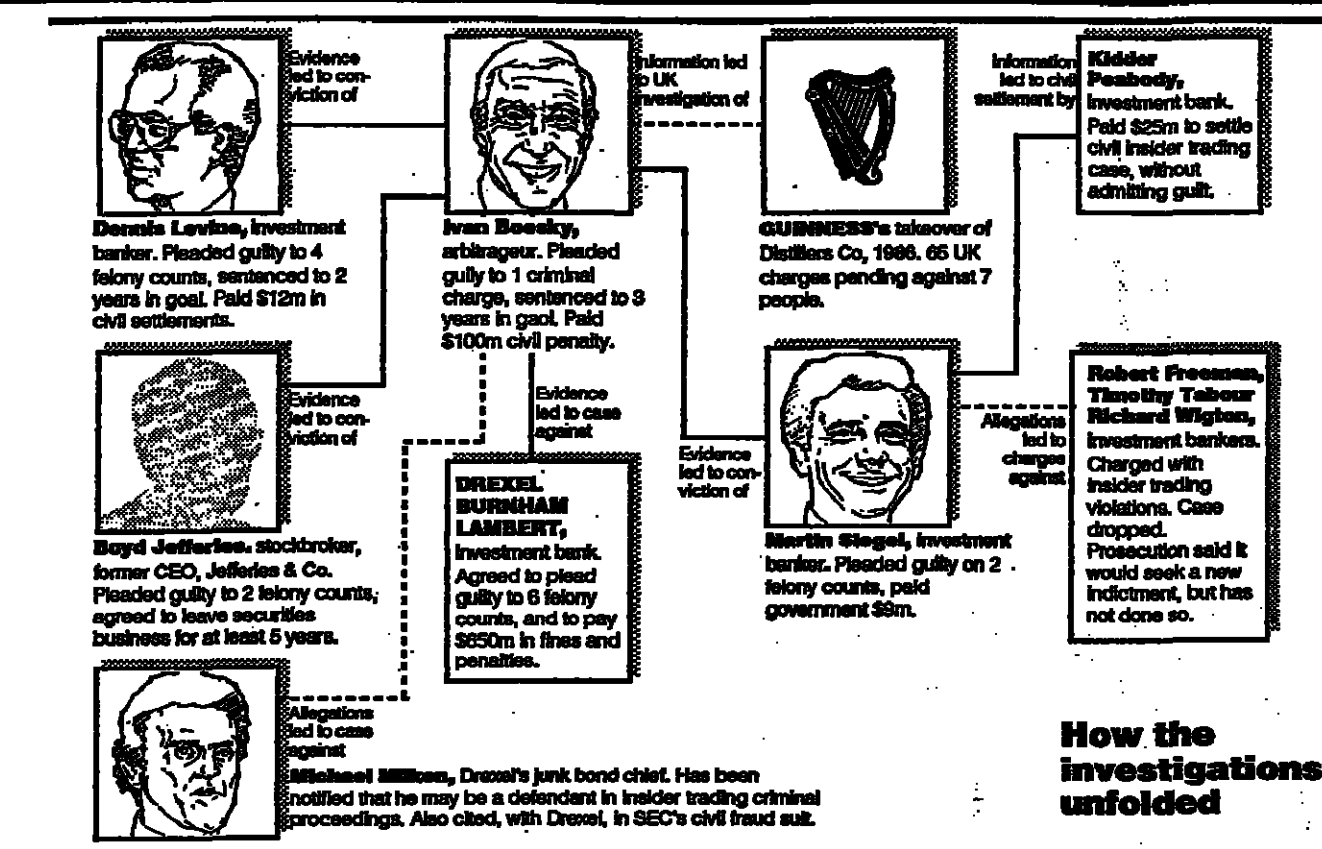 Evidence
led to con-
viction of
Dennis Levine, investment
banker. Pleaded guilty to 4
felony counts, sentenced to 2
years in goal. Paid $12m in
civil settlements.
Information led
to UK
investigation of
Ivan Boesky,
arbitrageur. Pleaded
guily to 1 criminal
charge, sentenced to 3
years in gaol. Paid
$100m civil penalty.
GUINNESS's takeover of
Distillers Co, 1986. 65 UK
charges pending against 7
people.
Information
led to civil
settlement by
Kidder
Peabody,
investment bank.
Paid $25m to settle
civil insider trading
case, without
admitting guilt.
Evidence
led to con-
viction of
Boyd Jefferies. stockbroker,
former CEO, Jefferies & Co.
Pleaded guilty to 2 felony counts,
agreed to leave securities
business for at least 5 years.
Evidence
led to case
against
DREXEL
BURNHAM
LAMBERT,
investment bank.
Agreed to plead
guilty to 6 felony
counts, and to pay
$650m in fines and
penalties.
Evidence
led to con-
viction of
Martin Siegel, investment
banker. Pleaded guilty on 2
felony counts, paid
government $9m.
Allegations
led to
charges
against
Robert Freeman,
Timothy Tabour
Richard Wigton,
investment bankers.
Charged with
insider trading
violations. Case
dropped.
Prosecution said it
would seek a new
indictment, but has
not done so.
Allegations
led to case
against
Michael Milken, Drexel's junk bond chief. Has been
notified that he may be a defendant in insider trading criminal
proceedings. Also cited, with Drexel, in SEC's civil fraud suit.
How the
investigations
unfolded